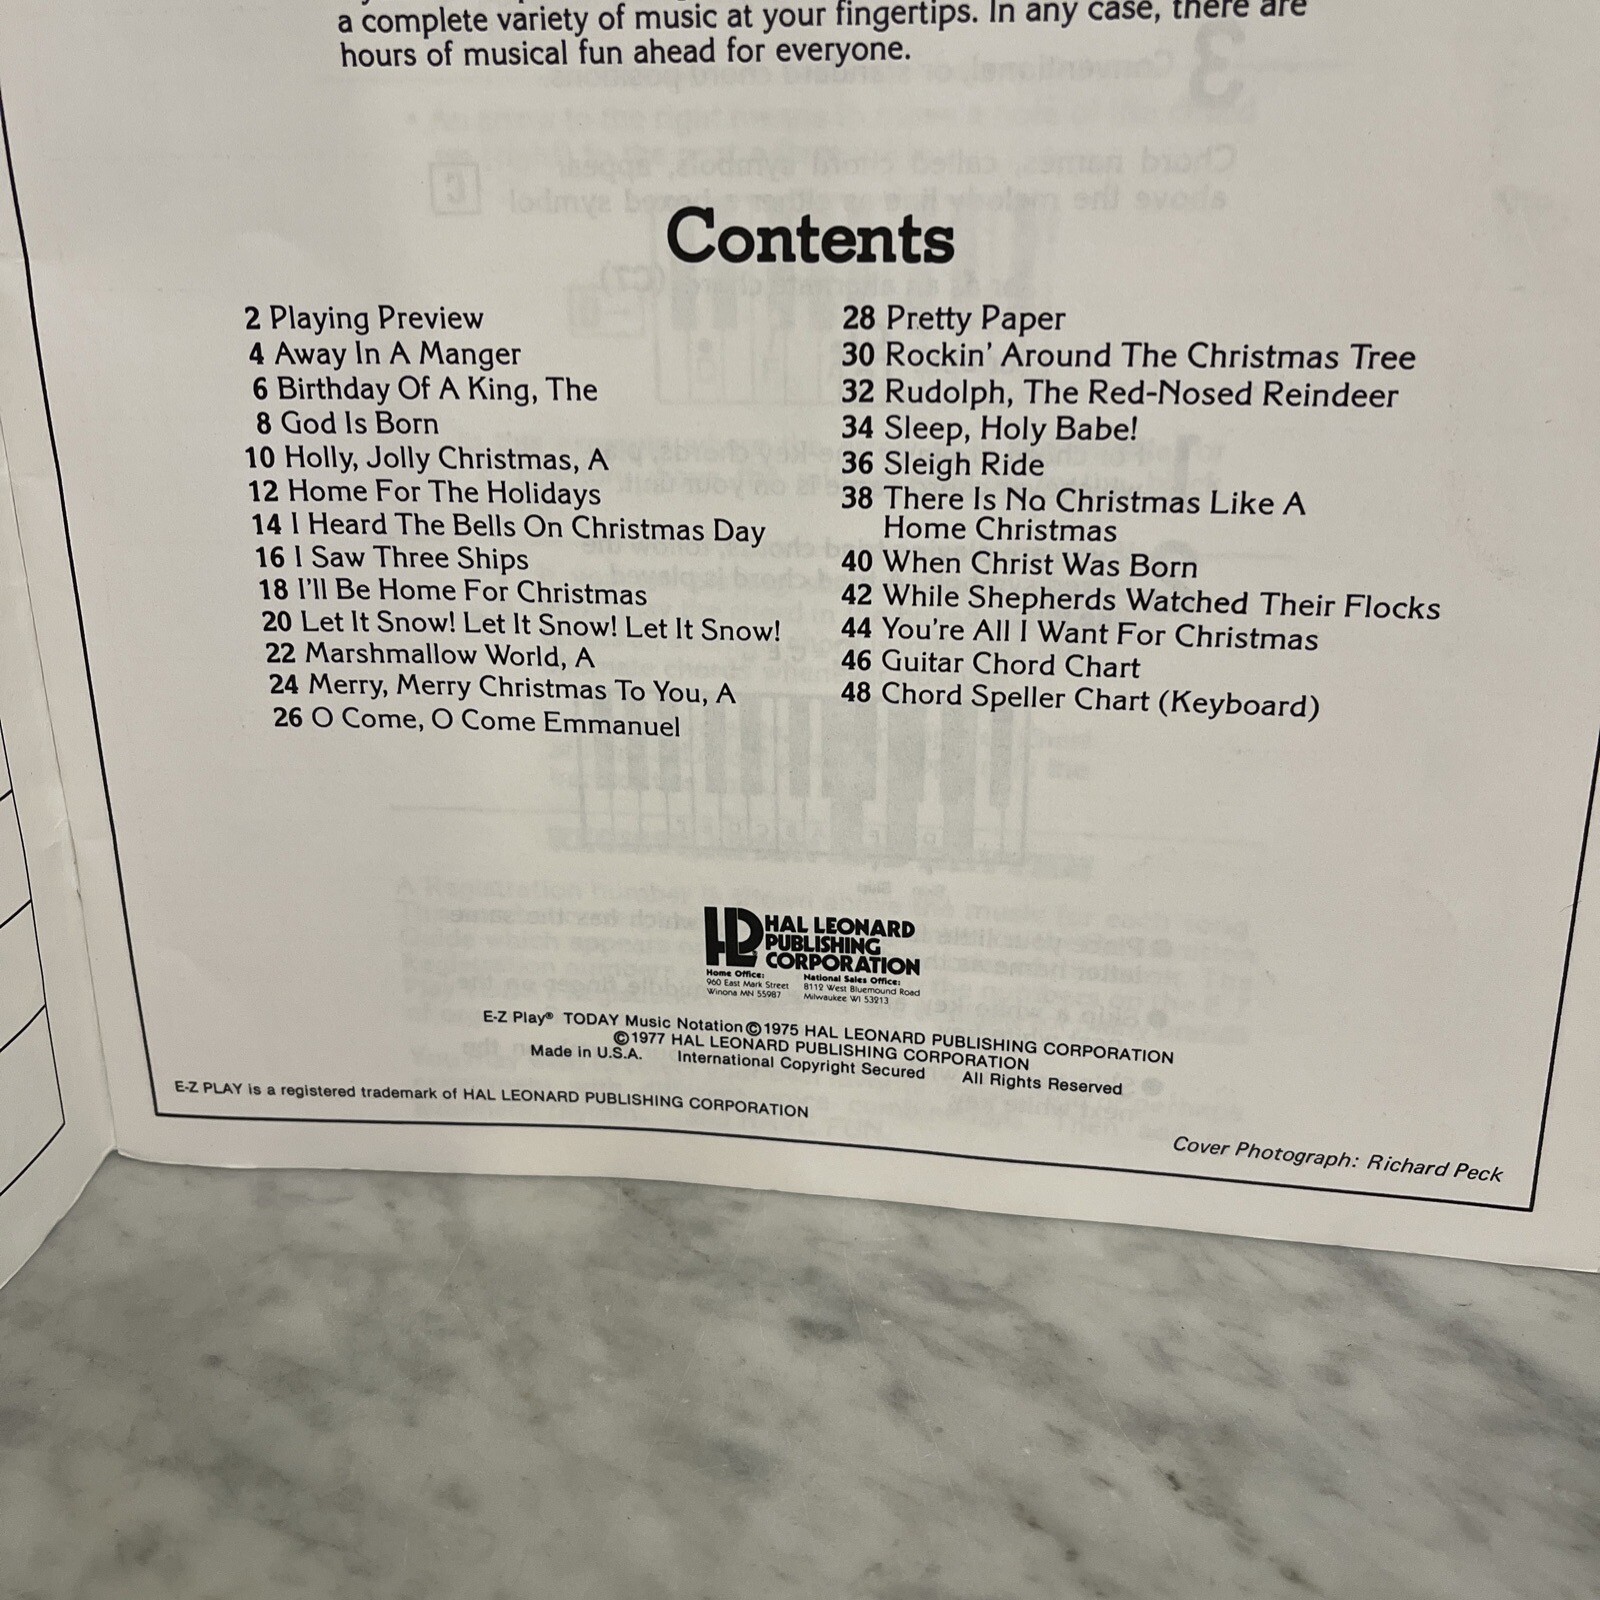 a complete variety of music at your fingertips. In any case, there are
hours of musical fun ahead for everyone.
Contents
2 Playing Preview
4 Away In A Manger
6 Birthday Of A King, The
8 God Is Born
10 Holly, Jolly Christmas, A
12 Home For The Holidays
14 I Heard The Bells On Christmas Day
16 I Saw Three Ships
18 I'll Be Home For Christmas
20 Let It Snow! Let It Snow! Let It Snow!
22 Marshmallow World, A
24 Merry, Merry Christmas To You, A
26 O Come, O Come Emmanuel
28 Pretty Paper
30 Rockin' Around The Christmas Tree
32 Rudolph, The Red-Nosed Reindeer
34 Sleep, Holy Babe!
36 Sleigh Ride
38 There Is No Christmas Like A
Home Christmas
40 When Christ Was Born
42 While Shepherds Watched Their Flocks
44 You're All I Want For Christmas
46 Guitar Chord Chart
48 Chord Speller Chart (Keyboard)
HAL LEONARD
PUBLISHING
CORPORATION
Home Office:
960 East Mark Street
Winona MN 55987
National Sales Office:
8112 West Bluemound Road
Milwaukee WI 53213
E-Z Play® TODAY Music Notation ©1975 HAL LEONARD PUBLISHING CORPORATION
©1977 HAL LEONARD PUBLISHING CORPORATION
Made in U.S.A. International Copyright Secured All Rights Reserved
E-Z PLAY is a registered trademark of HAL LEONARD PUBLISHING CORPORATION
Cover Photograph: Richard Peck